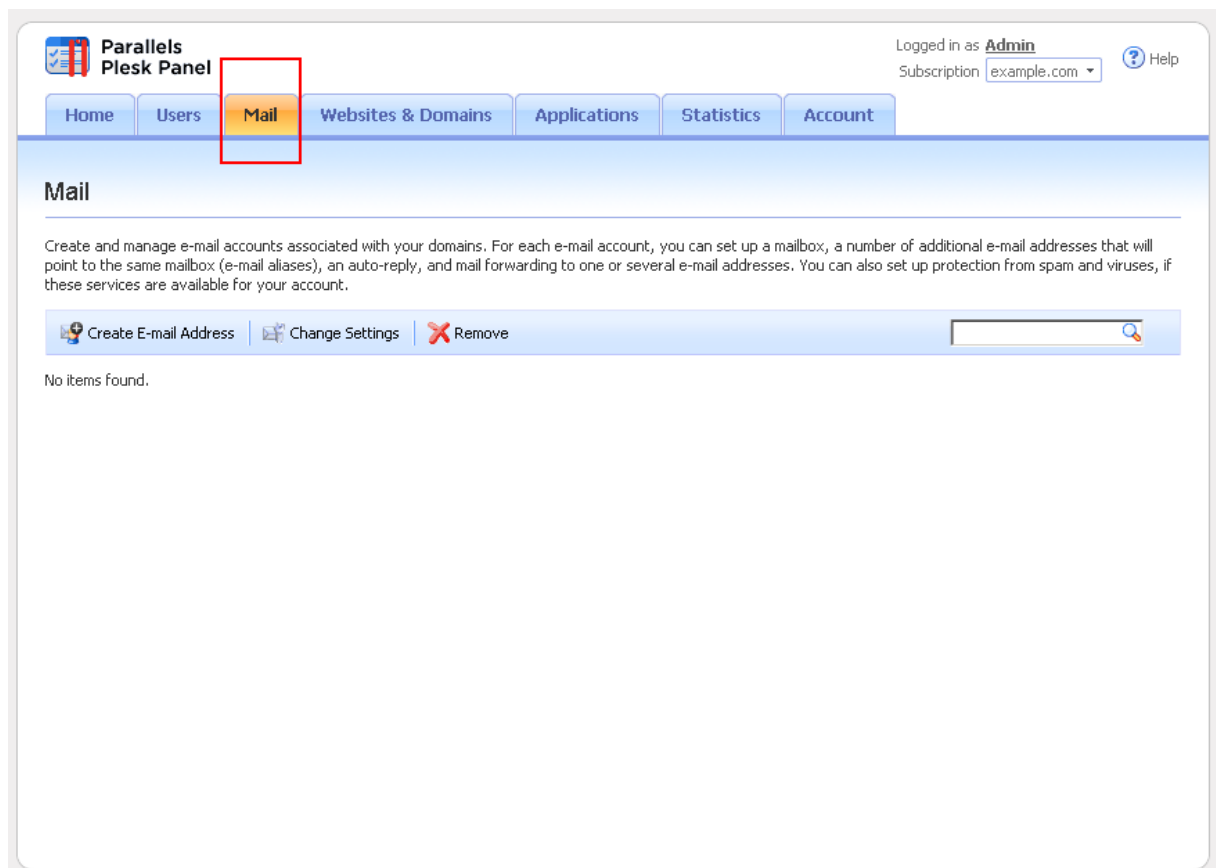 Parallels
Plesk Panel
Logged in as Admin
Subscription example.com
Help
Home Users Mail Websites & Domains Applications Statistics Account
Mail
Create and manage e-mail accounts associated with your domains. For each e-mail account, you can set up a mailbox, a number of additional e-mail addresses that will
point to the same mailbox (e-mail aliases), an auto-reply, and mail forwarding to one or several e-mail addresses. You can also set up protection from spam and viruses, if
these services are available for your account.
Create E-mail Address Change Settings Remove
No items found.